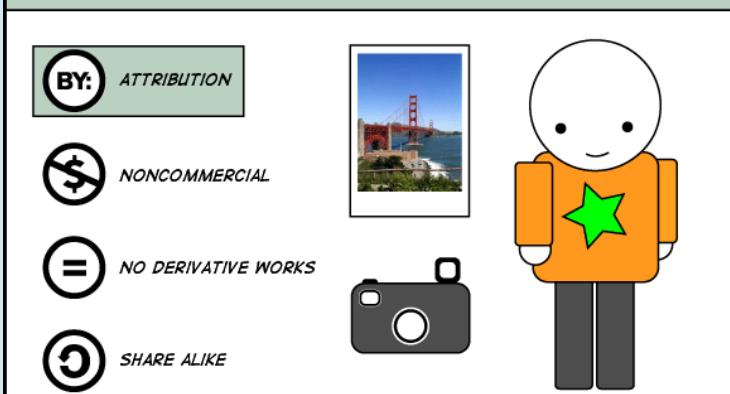 BY: ATTRIBUTION
NONCOMMERCIAL
NO DERIVATIVE WORKS
SHARE ALIKE